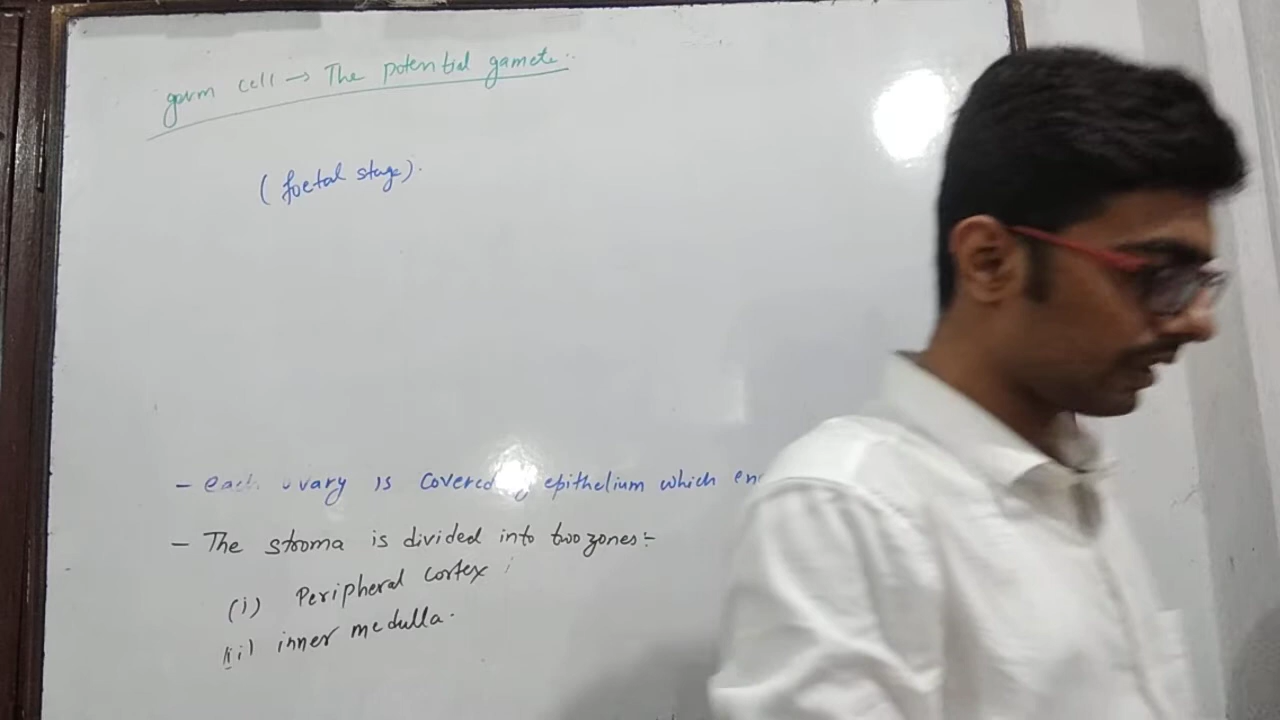 germ cell → The potential gamete.
(foetal stage).
- each ovary is covered by epithelium which
- The stroma is divided into two zones:-
(i) Peripheral cortex
(ii) inner medulla.